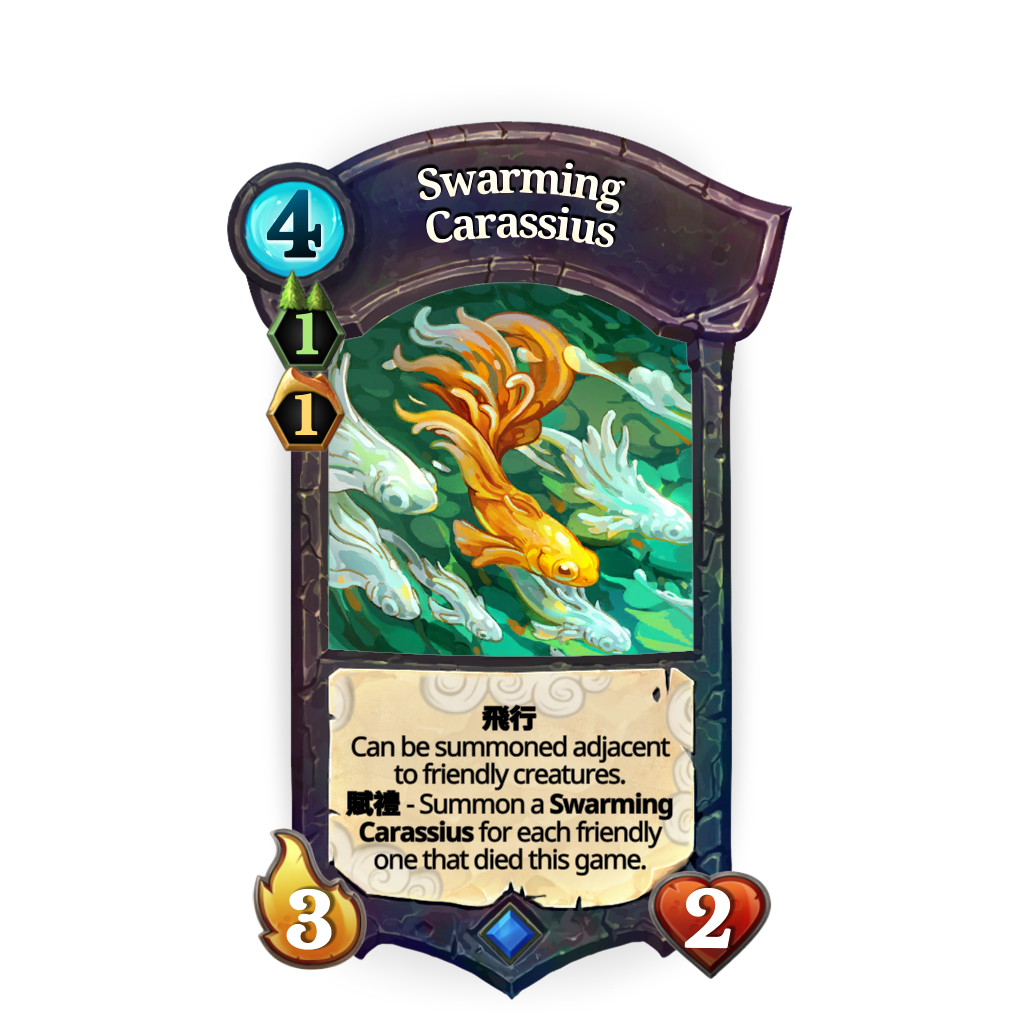 Swarming
Carassius
4
1
1
飛行
Can be summoned adjacent
to friendly creatures.
賦禮 - Summon a Swarming
Carassius for each friendly
one that died this game.
3
2